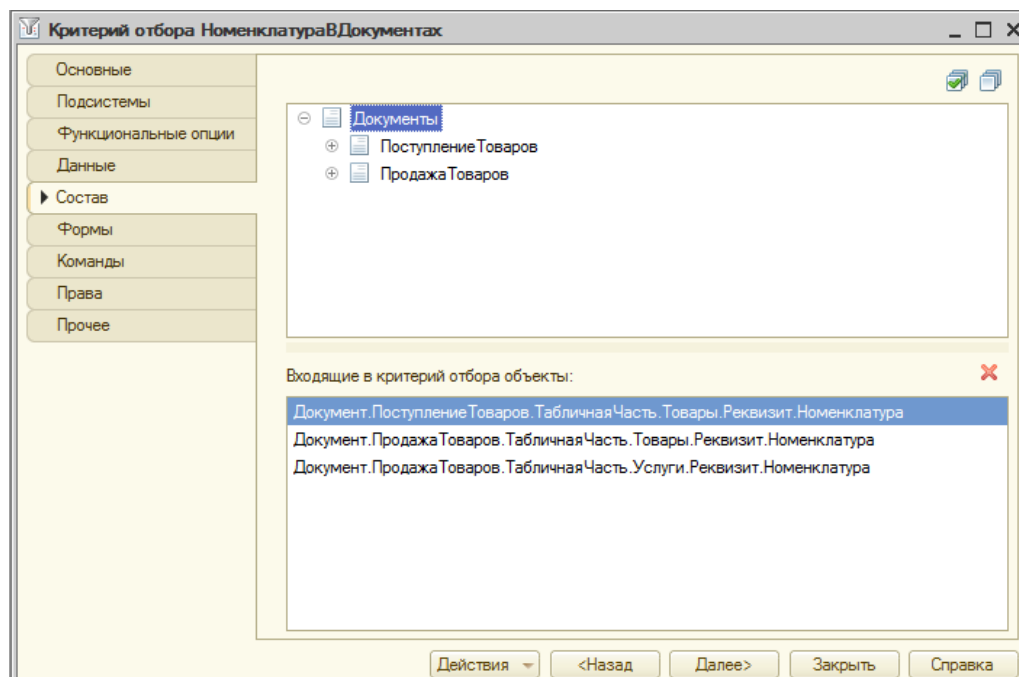 Критерий отбора НоменклатураВДокументах
Основные
Подсистемы
Функциональные опции
Данные
Состав
Формы
Команды
Права
Прочее
Документы
ПоступлениеТоваров
ПродажаТоваров
Входящие в критерий отбора объекты:
Документ.ПоступлениеТоваров.ТабличнаяЧасть.Товары.Реквизит.Номенклатура
Документ.ПродажаТоваров.ТабличнаяЧасть.Товары.Реквизит.Номенклатура
Документ.ПродажаТоваров.ТабличнаяЧасть.Услуги.Реквизит.Номенклатура
Действия <Назад Далее> Закрыть Справка